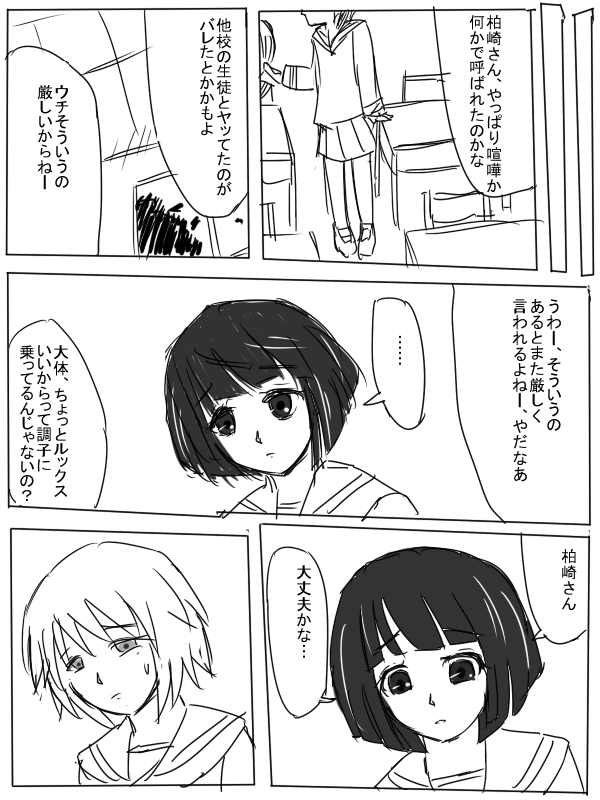 柏崎さん、やっぱり喧嘩か
何かで呼ばれたのかな
他校の生徒とヤッてたのが
バレたとかかもよ
ウチそういうの
厳しいからねー
うわー、そういうの
あるとまた厳しく
言われるよねー、やだなあ
……
大体、ちょっとルックス
いいからって調子に
乗ってるんじゃないの？
柏崎さん
大丈夫かな…